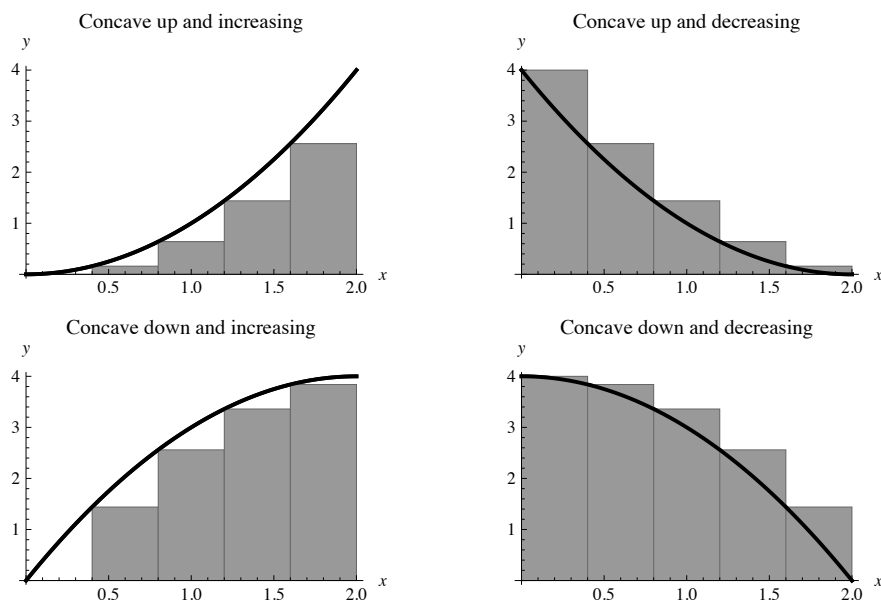 Concave up and increasing
y
4
3
2
1
0.5 1.0 1.5 2.0 x
Concave up and decreasing
y
4
3
2
1
0.5 1.0 1.5 2.0 x
Concave down and increasing
y
4
3
2
1
0.5 1.0 1.5 2.0 x
Concave down and decreasing
y
4
3
2
1
0.5 1.0 1.5 2.0 x